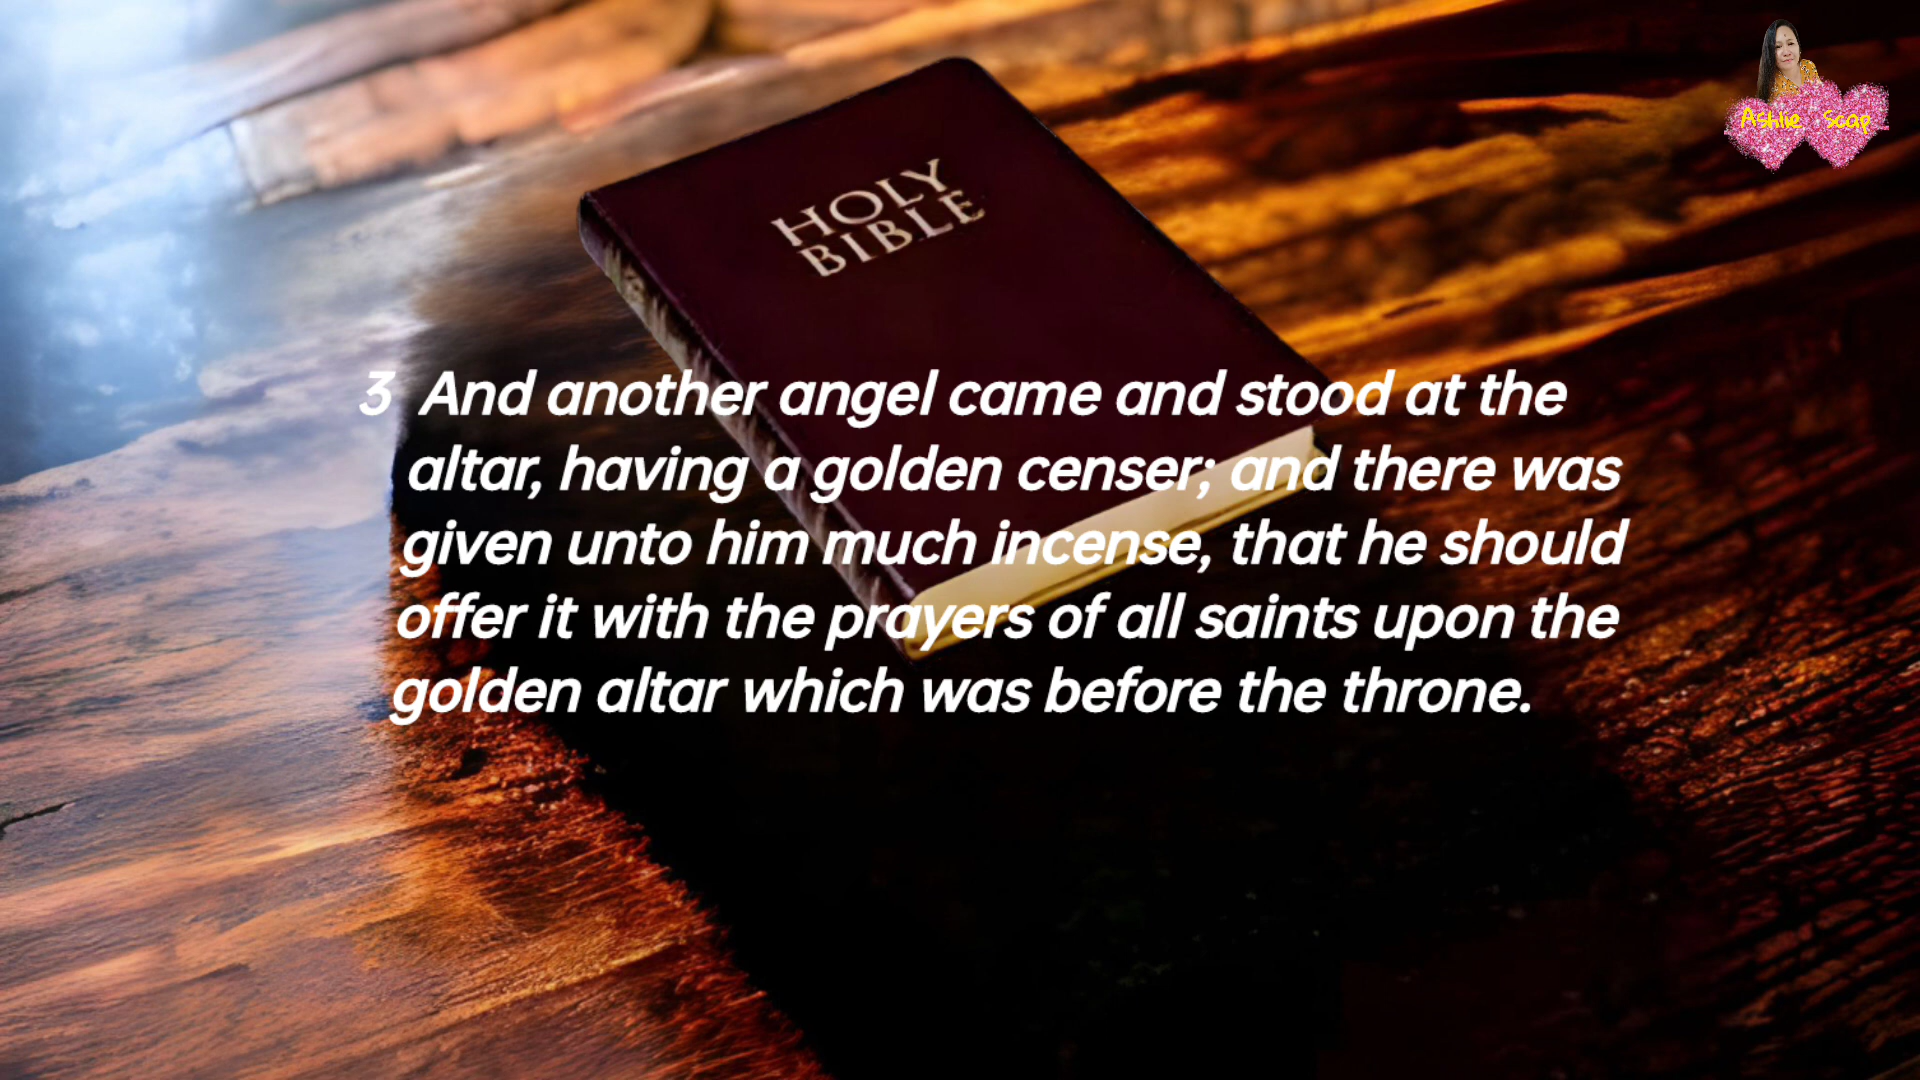 Ashlie Scap
HOLY
BIBLE
3 And another angel came and stood at the
altar, having a golden censer; and there was
given unto him much incense, that he should
offer it with the prayers of all saints upon the
golden altar which was before the throne.